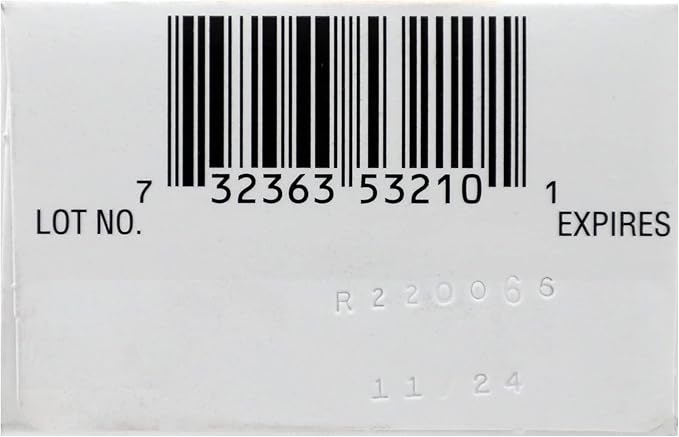 7 32363 53210 1
LOT NO. EXPIRES
R220066
11 24